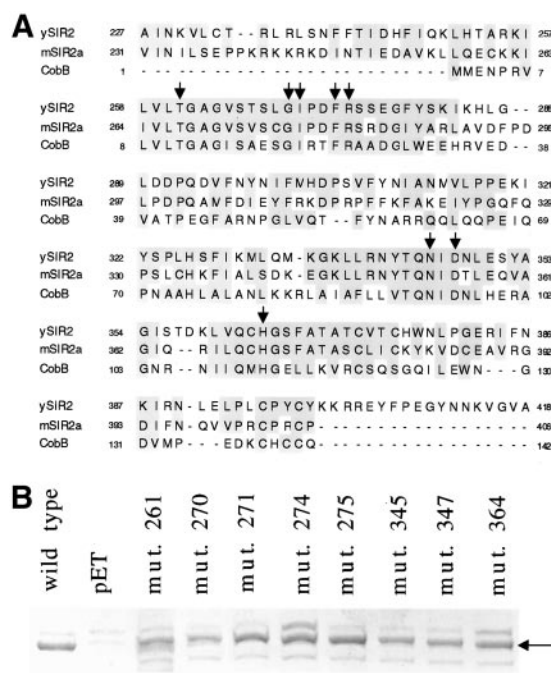 A
ySIR2 227 AINKVLCT--RLRLSNFFTIDHFIQKLHTARKI 257
mSIR2a 231 VINILSEPPKRKKRKDINTIEDAVKLLQECKKI 263
CobB 1 --------------------------MMENPRV 7
ySIR2 258 LVLTGAGVSTSLGIPDFRSSEGFYSKIKHLG-- 288
mSIR2a 264 IVLTGAGVSVSCGIPDFRSRDGIYARLAVDFPD 296
CobB 8 LVLTGAGISAESGIRTFRAADGLWEEHRVED-- 38
ySIR2 289 LDDPQDVFNYNIFMHDPSVFYNIANMVLPPEKI 321
mSIR2a 297 LPDPQAMFDIEYFRKDPRPFFKFAKEIYPGQFQ 329
CobB 39 VATPEGFARNPGLVQT--FYNARRQQLQQPEIQ 69
ySIR2 322 YSPLHSFIKMLQM-KGKLLRNYTQNIDNLESYA 353
mSIR2a 330 PSLCHKFIALSDK-EGKLLRNYTQNIDTLEQVA 361
CobB 70 PNAAHLALANLKKRLAIAFLLVTQNIDNLHERA 102
ySIR2 354 GISTDKLVQCHGSFATATCVTCHWNLPGERIFN 386
mSIR2a 362 GIQ--RILQCHGSFATASCLICKYKVDCEAVRG 392
CobB 103 GNR--NIIQMHGELLKVRCSQSGQILEWN---G 130
ySIR2 387 KIRN-LELPLCPYCYKKRREYFPEGYNNKVGVA 418
mSIR2a 393 DIFN-QVVPRCPRCP------------------ 406
CobB 131 DVMP---EDKCHCCQ------------------ 142
B
wild type
pET
mut. 261
mut. 270
mut. 271
mut. 274
mut. 275
mut. 345
mut. 347
mut. 364